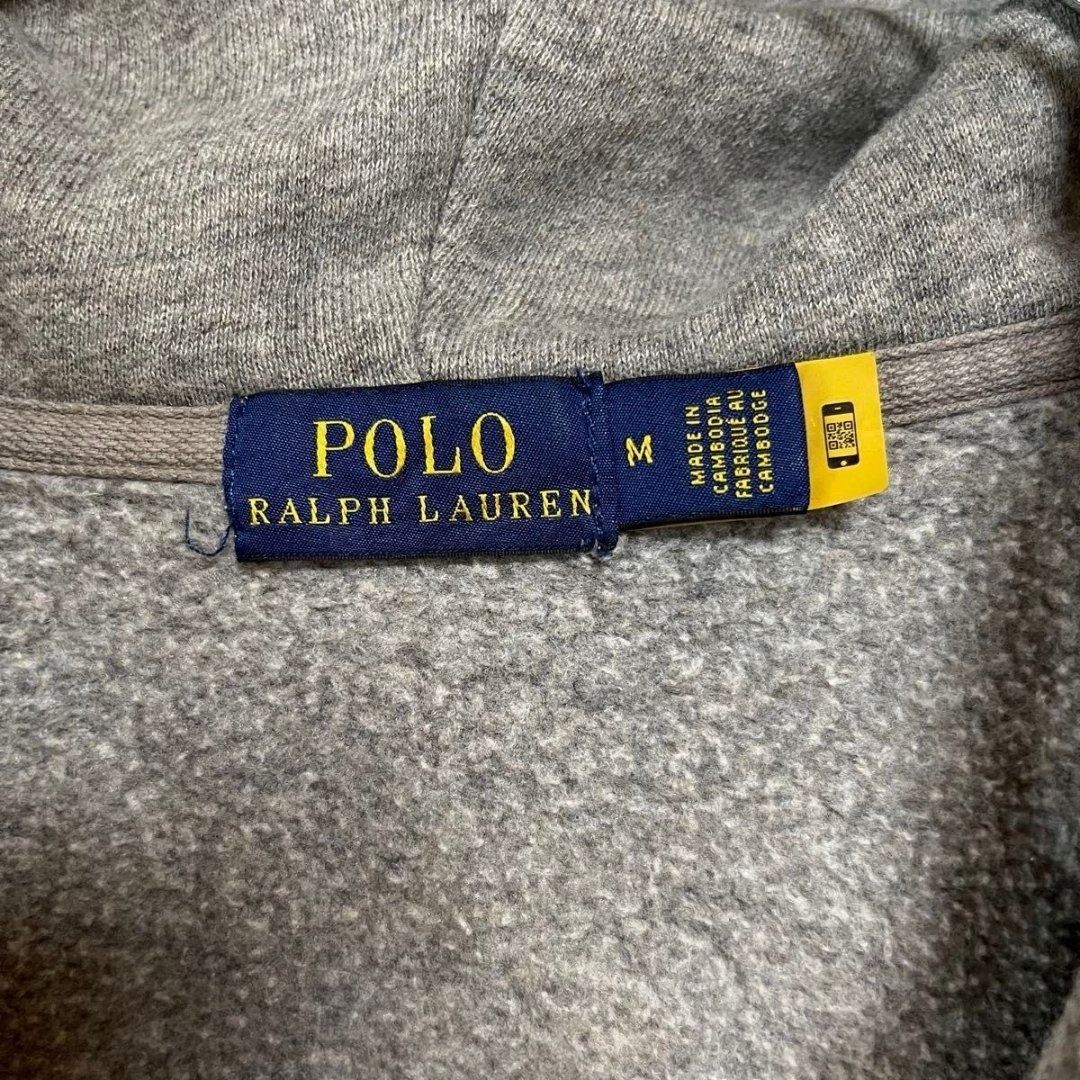 POLO
RALPH LAUREN
M
MADE IN
CAMBODIA
FABRIQUÉ AU
CAMBODGE